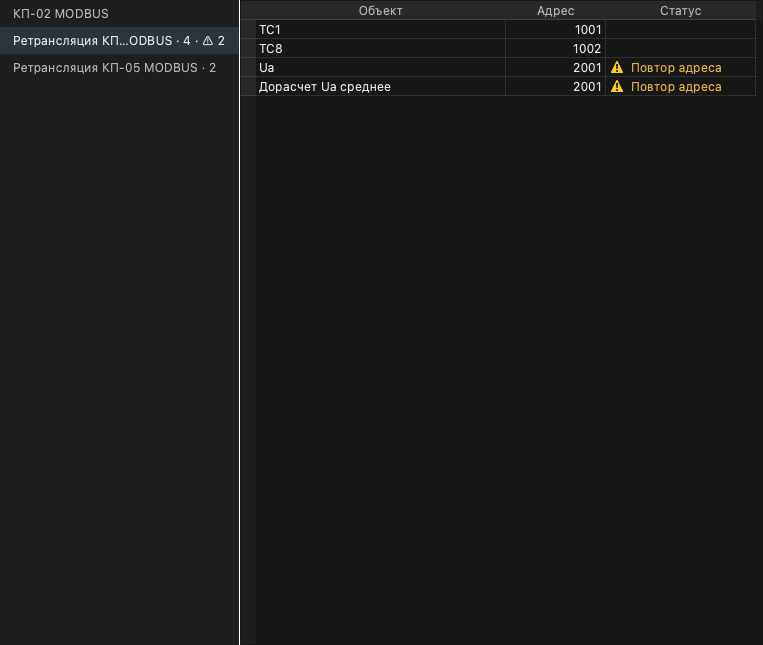 КП-02 MODBUS
Ретрансляция КП...ODBUS · 4 · ⚠ 2
Ретрансляция КП-05 MODBUS · 2
Объект Адрес Статус
ТС1 1001
ТС8 1002
Ua 2001 ⚠ Повтор адреса
Дорасчет Ua среднее 2001 ⚠ Повтор адреса